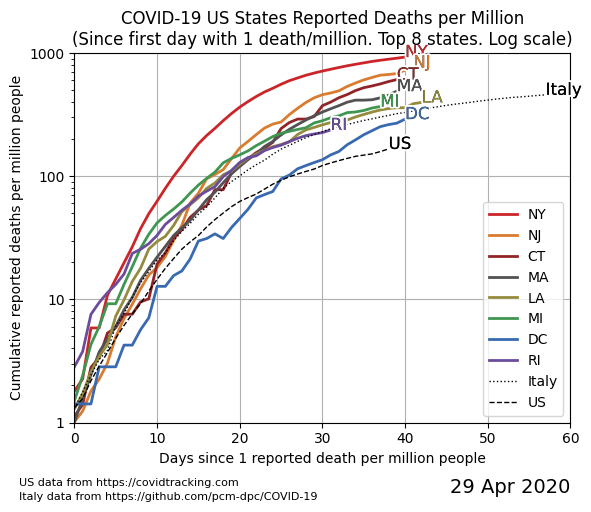 COVID-19 US States Reported Deaths per Million
(Since first day with 1 death/million. Top 8 states. Log scale)
Cumulative reported deaths per million people
1000
100
10
1
NY
NJ
CT
MA
Italy
MI
LA
DC
RI
US
NY
NJ
CT
MA
LA
MI
DC
RI
Italy
US
0 10 20 30 40 50 60
Days since 1 reported death per million people
US data from https://covidtracking.com
Italy data from https://github.com/pcm-dpc/COVID-19
29 Apr 2020